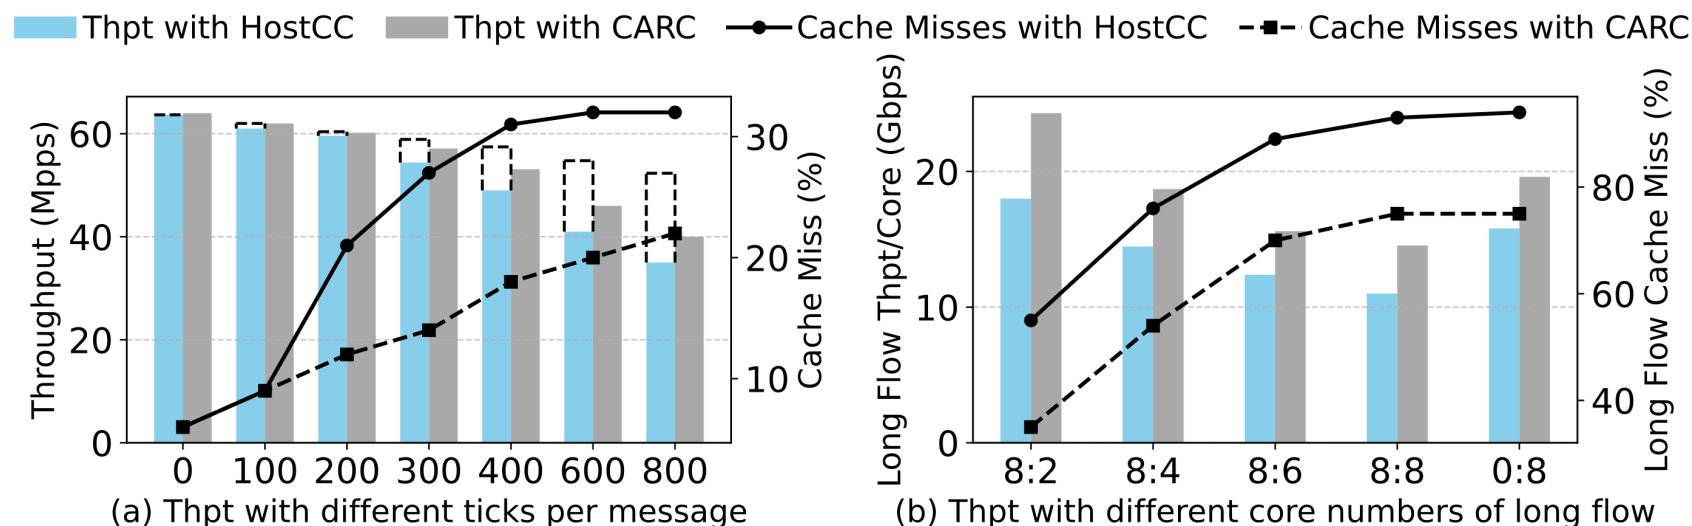 Thpt with HostCC Thpt with CARC Cache Misses with HostCC Cache Misses with CARC
Throughput (Mpps)
60
40
20
0
30
20
10
Cache Miss (%)
0 100 200 300 400 600 800
(a) Thpt with different ticks per message
Long Flow Thpt/Core (Gbps)
20
10
0
80
60
40
Long Flow Cache Miss (%)
8:2 8:4 8:6 8:8 0:8
(b) Thpt with different core numbers of long flow